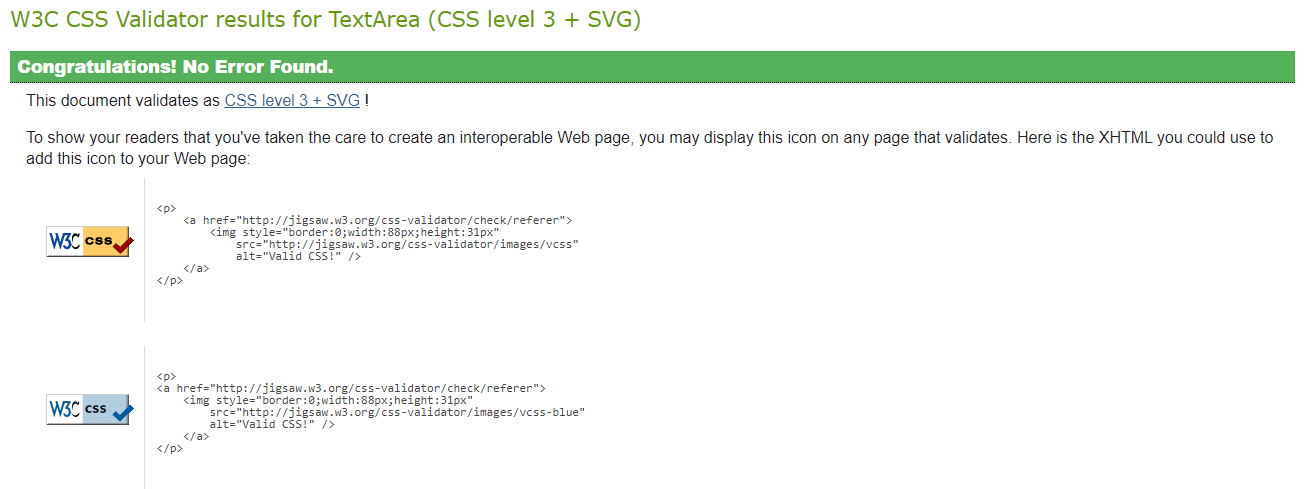 W3C CSS Validator results for TextArea (CSS level 3 + SVG)
Congratulations! No Error Found.
This document validates as CSS level 3 + SVG !
To show your readers that you've taken the care to create an interoperable Web page, you may display this icon on any page that validates. Here is the XHTML you could use to
add this icon to your Web page:
W3C css
<p>
<a href="http://jigsaw.w3.org/css-validator/check/referer">
<img style="border:0;width:88px;height:31px"
src="http://jigsaw.w3.org/css-validator/images/vcss"
alt="Valid CSS!" />
</a>
</p>
W3C css
<p>
<a href="http://jigsaw.w3.org/css-validator/check/referer">
<img style="border:0;width:88px;height:31px"
src="http://jigsaw.w3.org/css-validator/images/vcss-blue"
alt="Valid CSS!" />
</a>
</p>